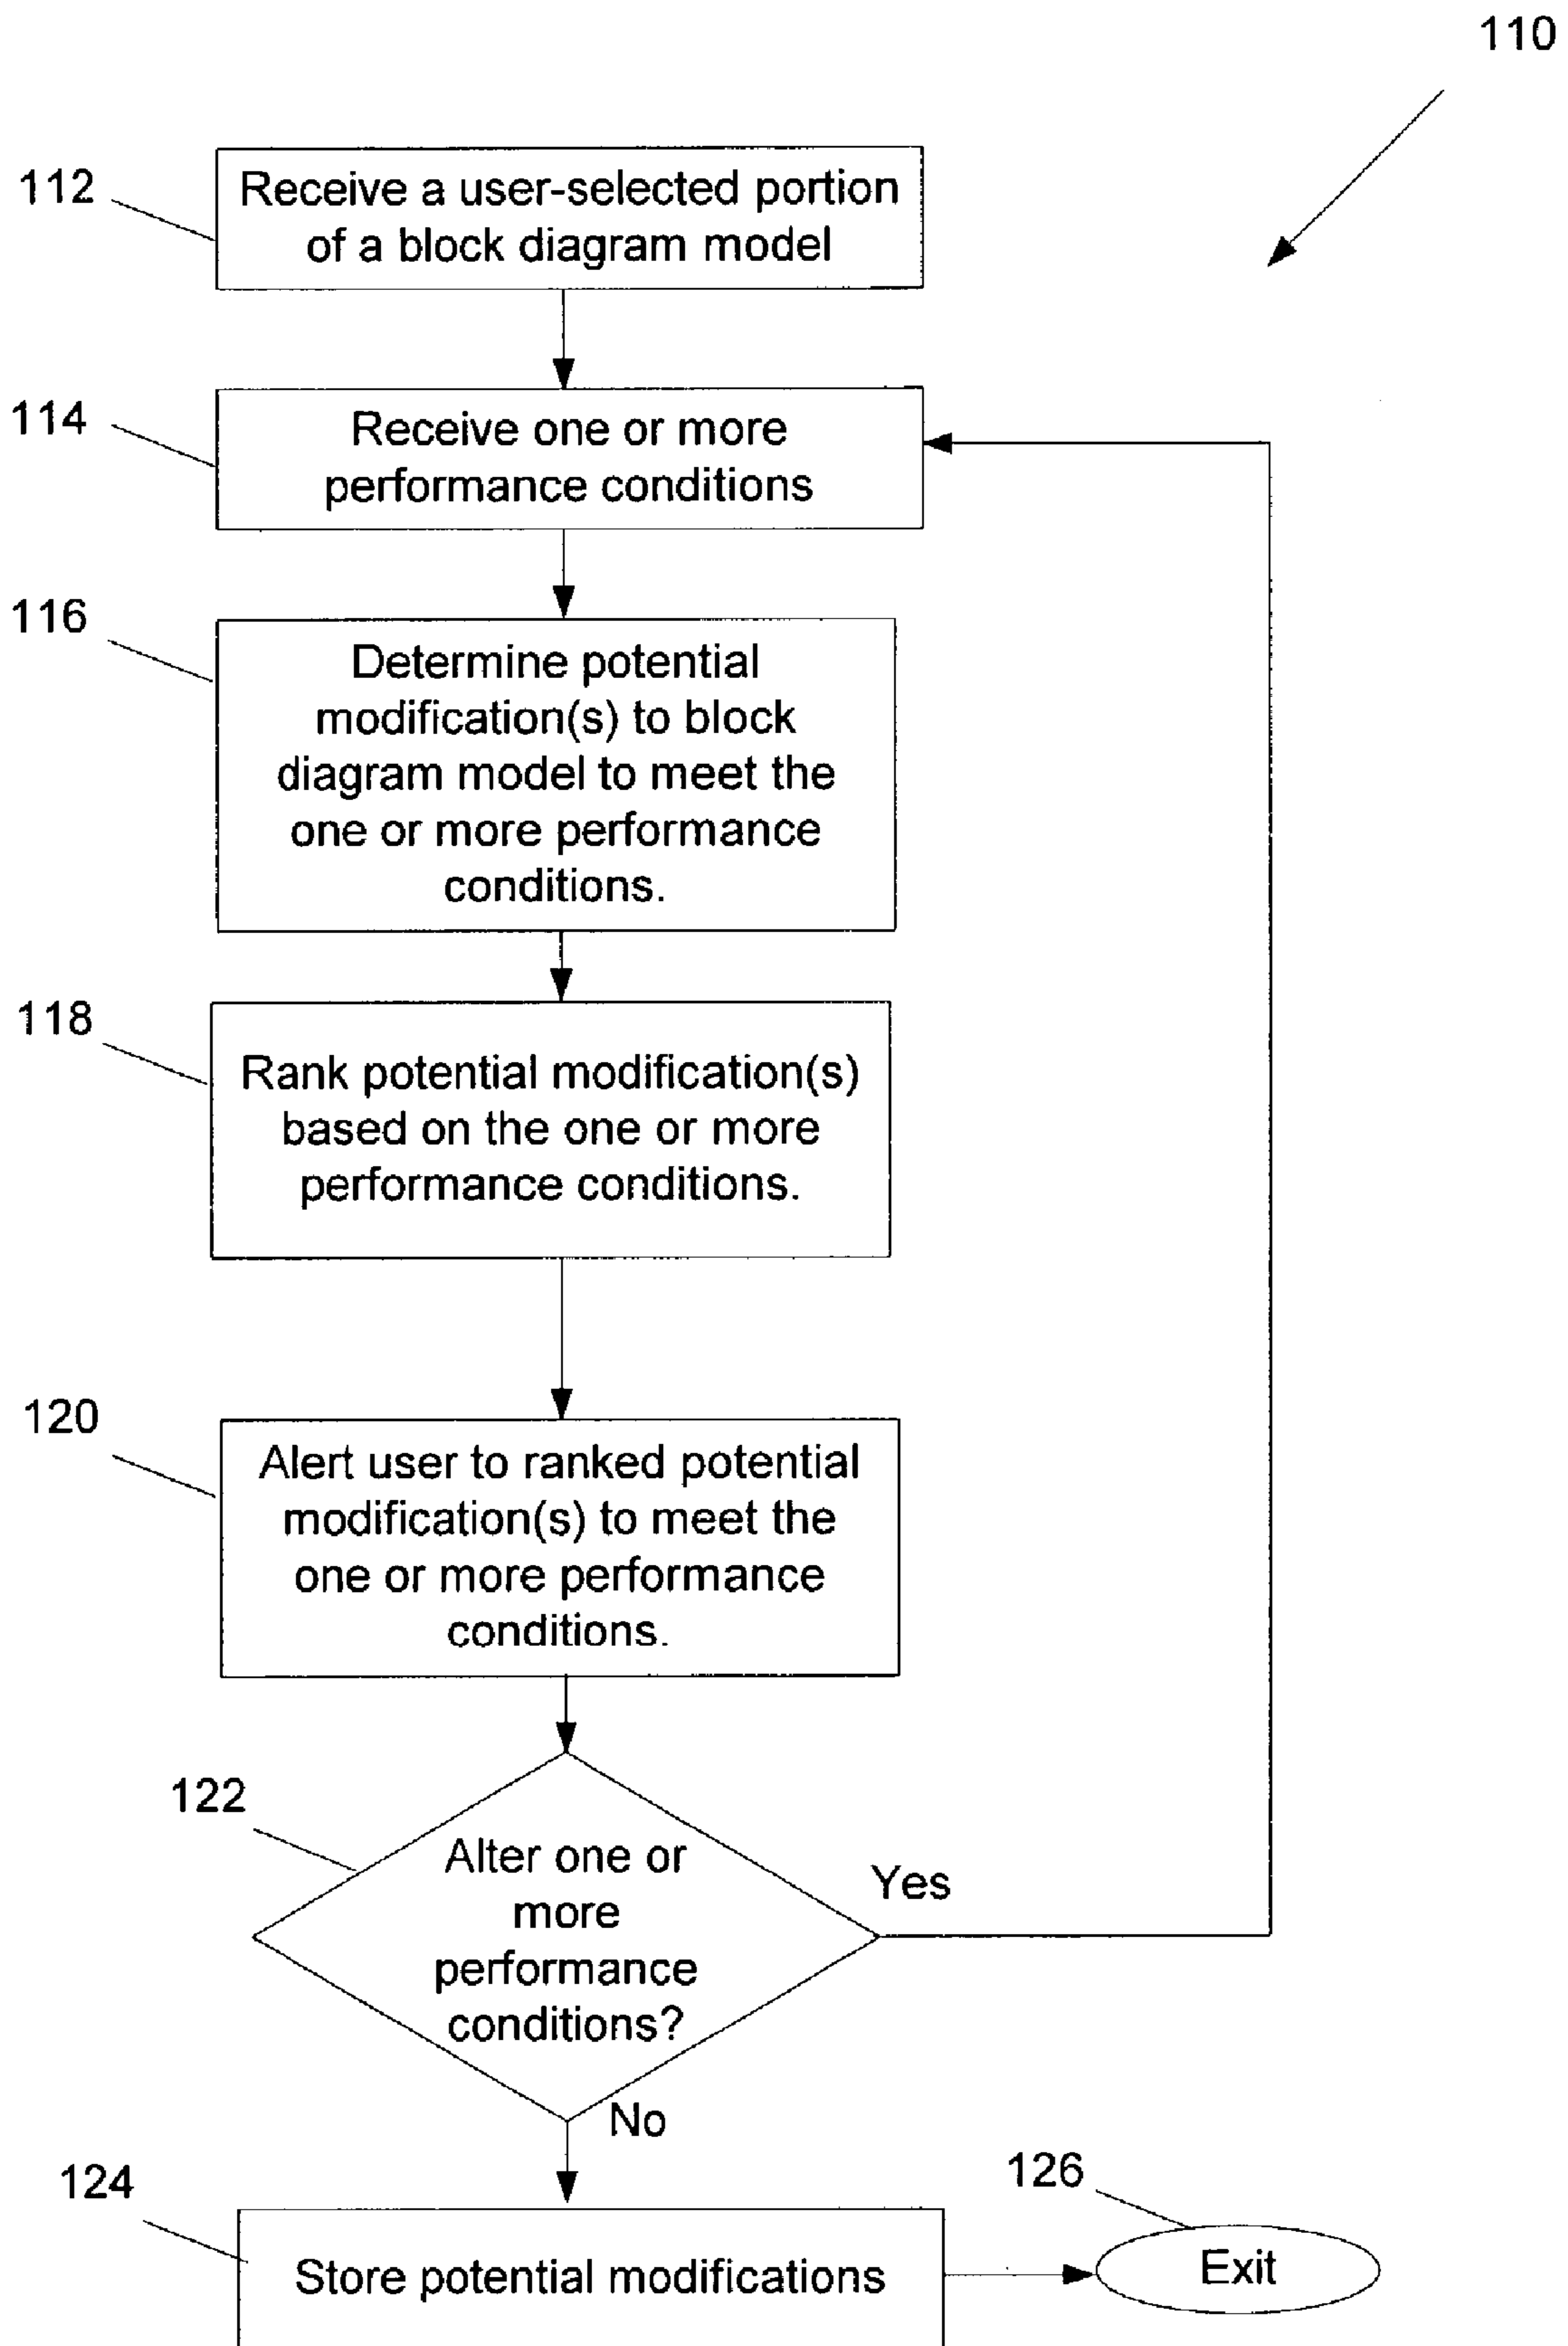 110
112
Receive a user-selected portion
of a block diagram model
114
Receive one or more
performance conditions
116
Determine potential
modification(s) to block
diagram model to meet the
one or more performance
conditions.
118
Rank potential modification(s)
based on the one or more
performance conditions.
120
Alert user to ranked potential
modification(s) to meet the
one or more performance
conditions.
122
Alter one or
more
performance
conditions?
Yes
No
124
Store potential modifications
126
Exit